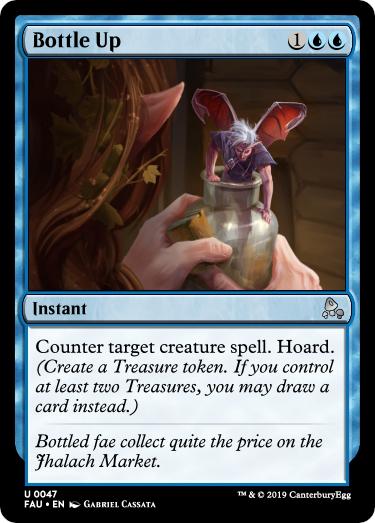 Bottle Up 1
Instant
Counter target creature spell. Hoard.
(Create a Treasure token. If you control
at least two Treasures, you may draw a
card instead.)
Bottled fae collect quite the price on the
Jhalach Market.
U 0047
FAU • EN Gabriel Cassata
™ & © 2019 CanterburyEgg